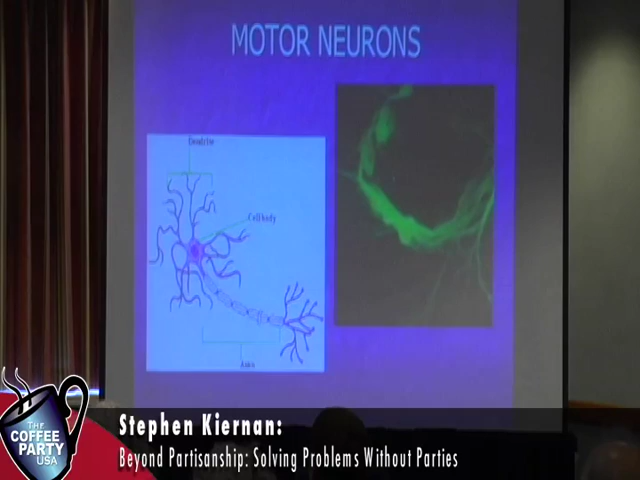 MOTOR NEURONS
Dendrite
Cell body
Axon
THE
COFFEE
PARTY
USA
Stephen Kiernan:
Beyond Partisanship: Solving Problems Without Parties